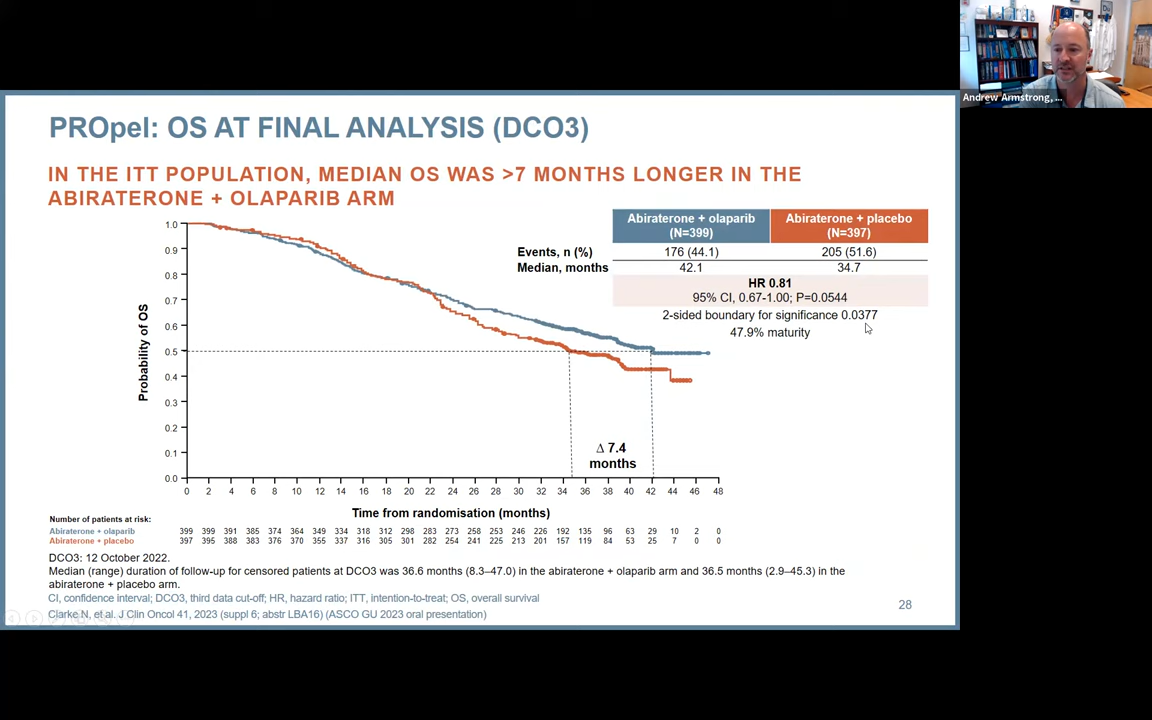 Andrew Armstrong, ...
PROpel: OS AT FINAL ANALYSIS (DCO3)
IN THE ITT POPULATION, MEDIAN OS WAS >7 MONTHS LONGER IN THE
ABIRATERONE + OLAPARIB ARM
Abiraterone + olaparib
(N=399)
Abiraterone + placebo
(N=397)
Events, n (%) 176 (44.1) 205 (51.6)
Median, months 42.1 34.7
HR 0.81
95% CI, 0.67-1.00; P=0.0544
2-sided boundary for significance 0.0377
47.9% maturity
Probability of OS
1.0
0.9
0.8
0.7
0.6
0.5
0.4
0.3
0.2
0.1
0.0
Δ 7.4
months
0 2 4 6 8 10 12 14 16 18 20 22 24 26 28 30 32 34 36 38 40 42 44 46 48
Time from randomisation (months)
Number of patients at risk:
Abiraterone + olaparib 399 399 391 385 374 364 349 334 318 312 298 283 273 258 253 246 226 192 135 96 63 29 10 2 0
Abiraterone + placebo 397 395 388 383 376 370 355 337 318 305 301 282 254 241 225 213 201 157 119 84 53 25 7 0 0
DCO3: 12 October 2022.
Median (range) duration of follow-up for censored patients at DCO3 was 36.6 months (8.3–47.0) in the abiraterone + olaparib arm and 36.5 months (2.9–45.3) in the
abiraterone + placebo arm.
CI, confidence interval; DCO3, third data cut-off; HR, hazard ratio; ITT, intention-to-treat; OS, overall survival
Clarke N, et al. J Clin Oncol 41, 2023 (suppl 6; abstr LBA16) (ASCO GU 2023 oral presentation)
28